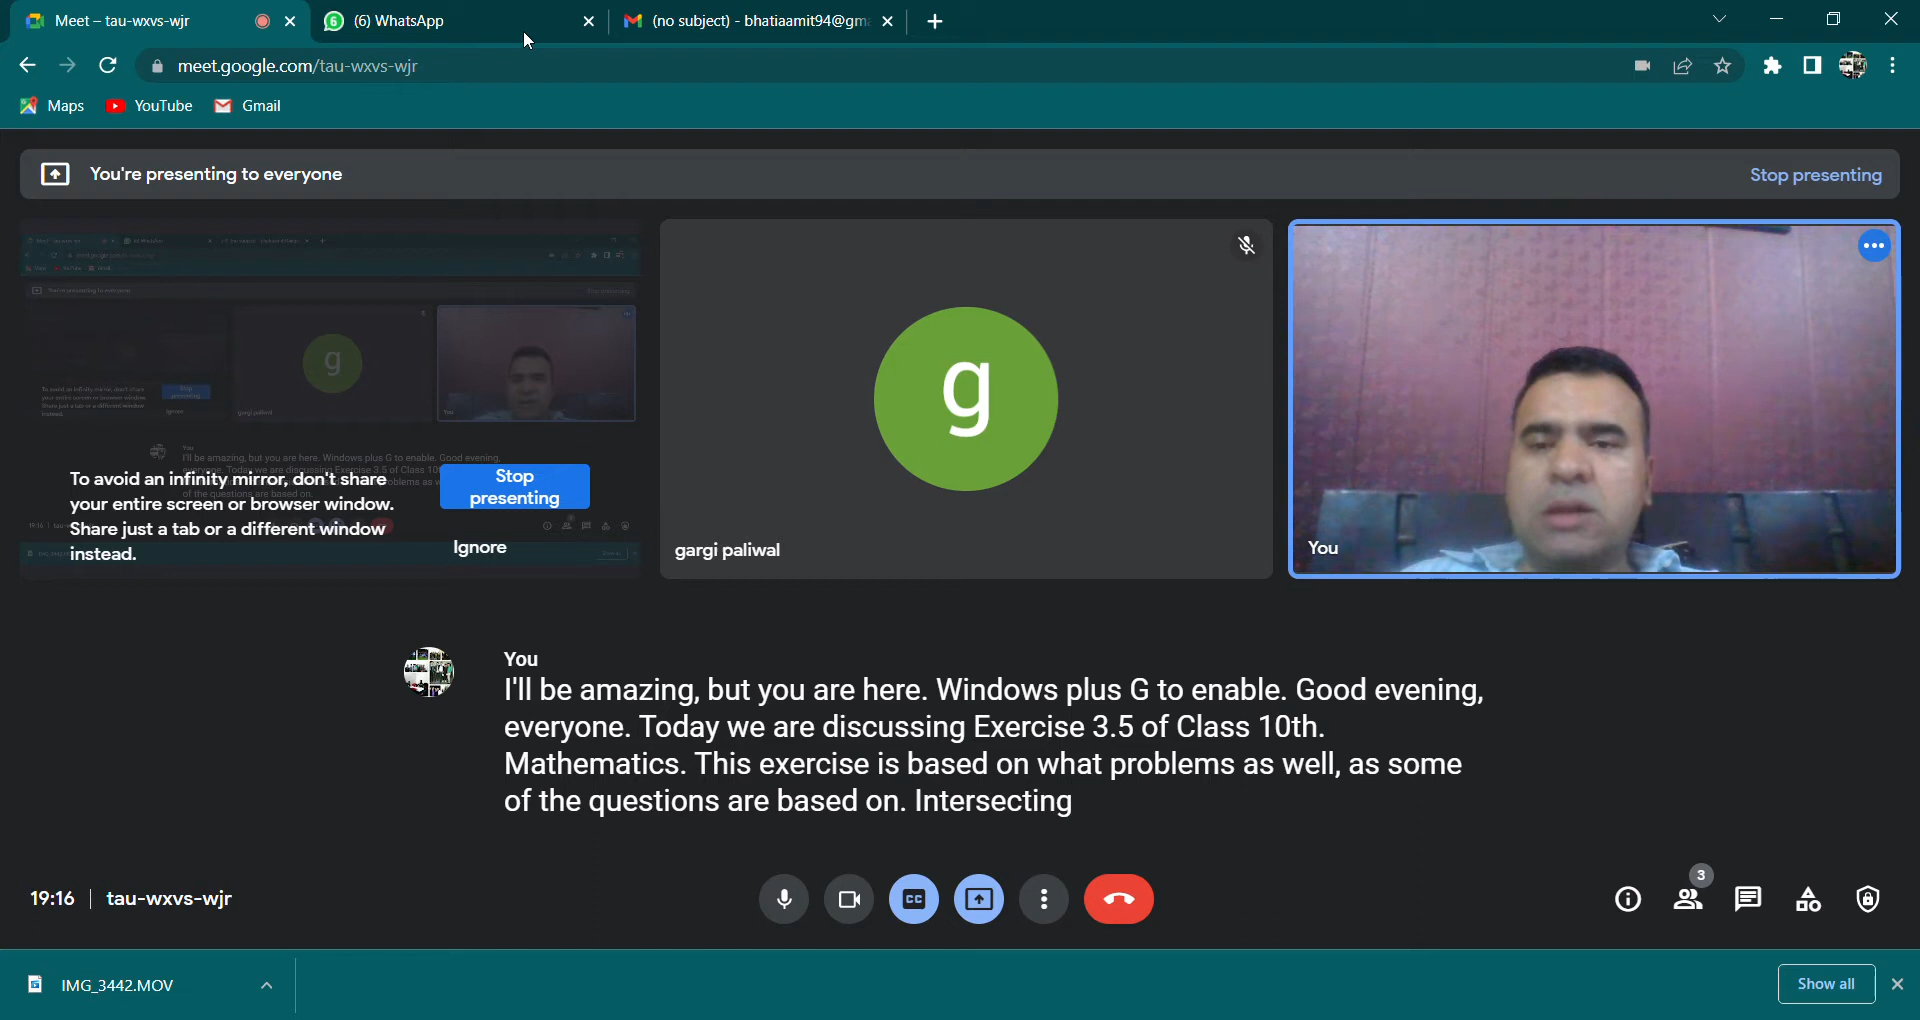 Meet – tau-wxvs-wjr
(6) WhatsApp
(no subject) - bhatiaamit94@gm
meet.google.com/tau-wxvs-wjr
Maps
YouTube
Gmail
You're presenting to everyone
Stop presenting
g
g
To avoid an infinity mirror, don't share
your entire screen or browser window.
Share just a tab or a different window
instead.
Stop
presenting
Ignore
gargi paliwal
You
You
I'll be amazing, but you are here. Windows plus G to enable. Good evening,
everyone. Today we are discussing Exercise 3.5 of Class 10th.
Mathematics. This exercise is based on what problems as well, as some
of the questions are based on. Intersecting
19:16 | tau-wxvs-wjr
CC
3
IMG_3442.MOV
Show all